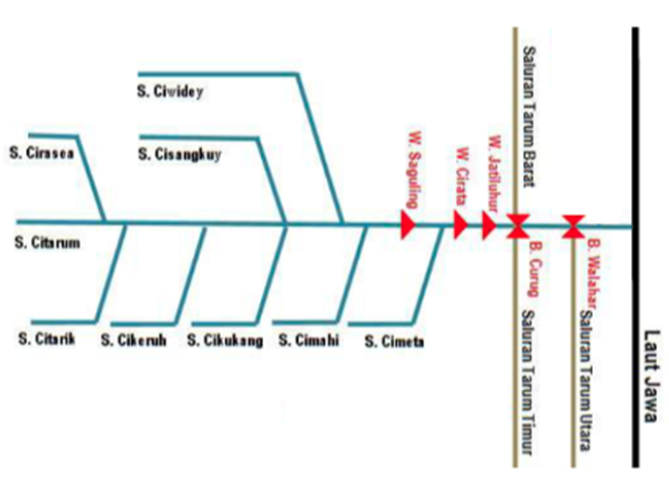 S. Ciwidey
S. Cirasea
S. Cisangkuy
S. Citarum
S. Citarik
S. Cikeruh
S. Cikukang
S. Cimahi
S. Cimeta
W. Saguling
W. Cirata
W. Jatiluhur
Saluran Tarum Barat
B. Curug
Saluran Tarum Timur
B. Walahar
Saluran Tarum Utara
Laut Jawa